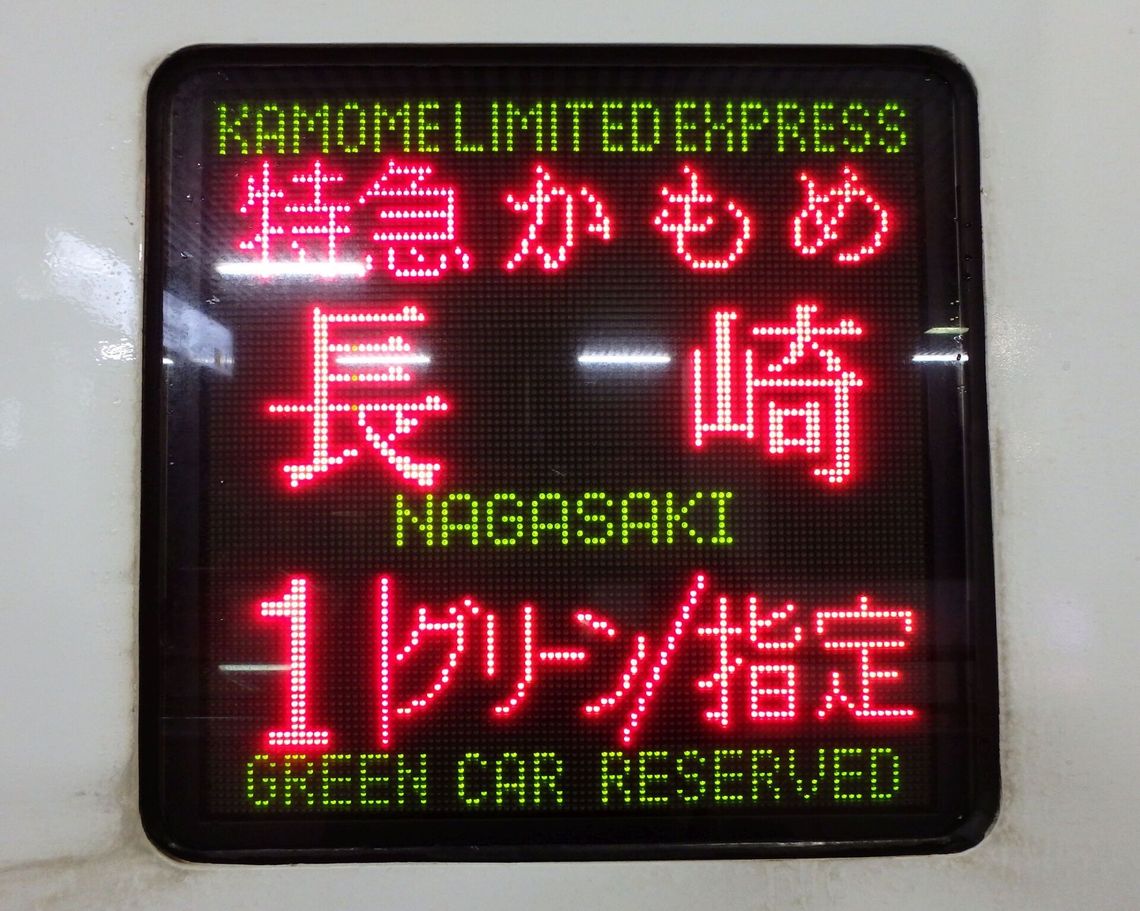 KAMOME LIMITED EXPRESS
特急かもめ
長崎
NAGASAKI
1|グリーン/指定
GREEN CAR RESERVED